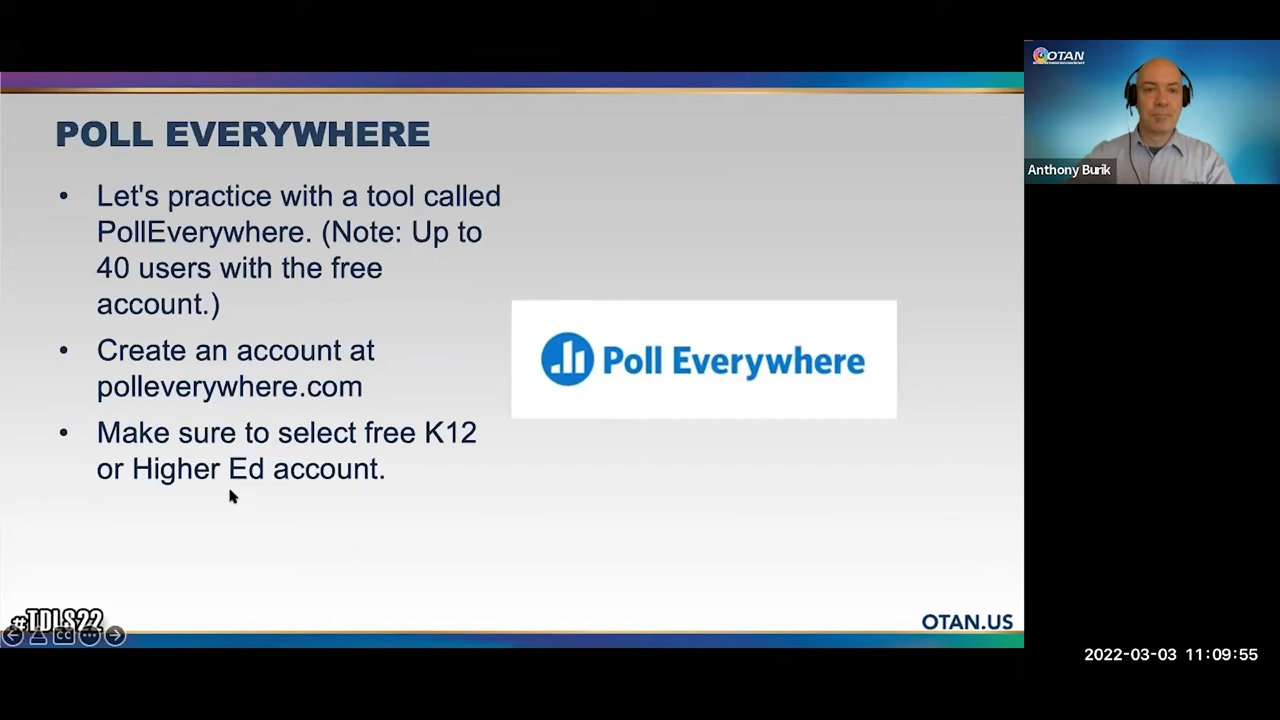 POLL EVERYWHERE
• Let's practice with a tool called
PollEverywhere. (Note: Up to
40 users with the free
account.)
• Create an account at
polleverywhere.com
• Make sure to select free K12
or Higher Ed account.
Poll Everywhere
#TDLS22
CC
OTAN.US
OTAN
Anthony Burik
2022-03-03 11:09:55